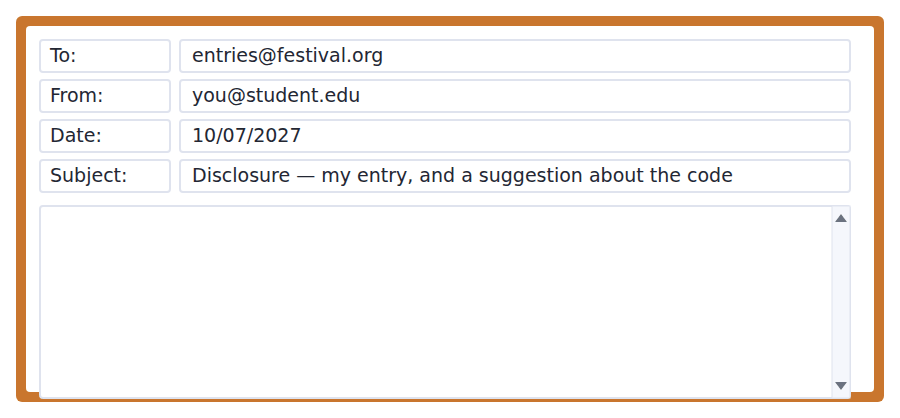 To: entries@festival.org
From: you@student.edu
Date: 10/07/2027
Subject: Disclosure — my entry, and a suggestion about the code